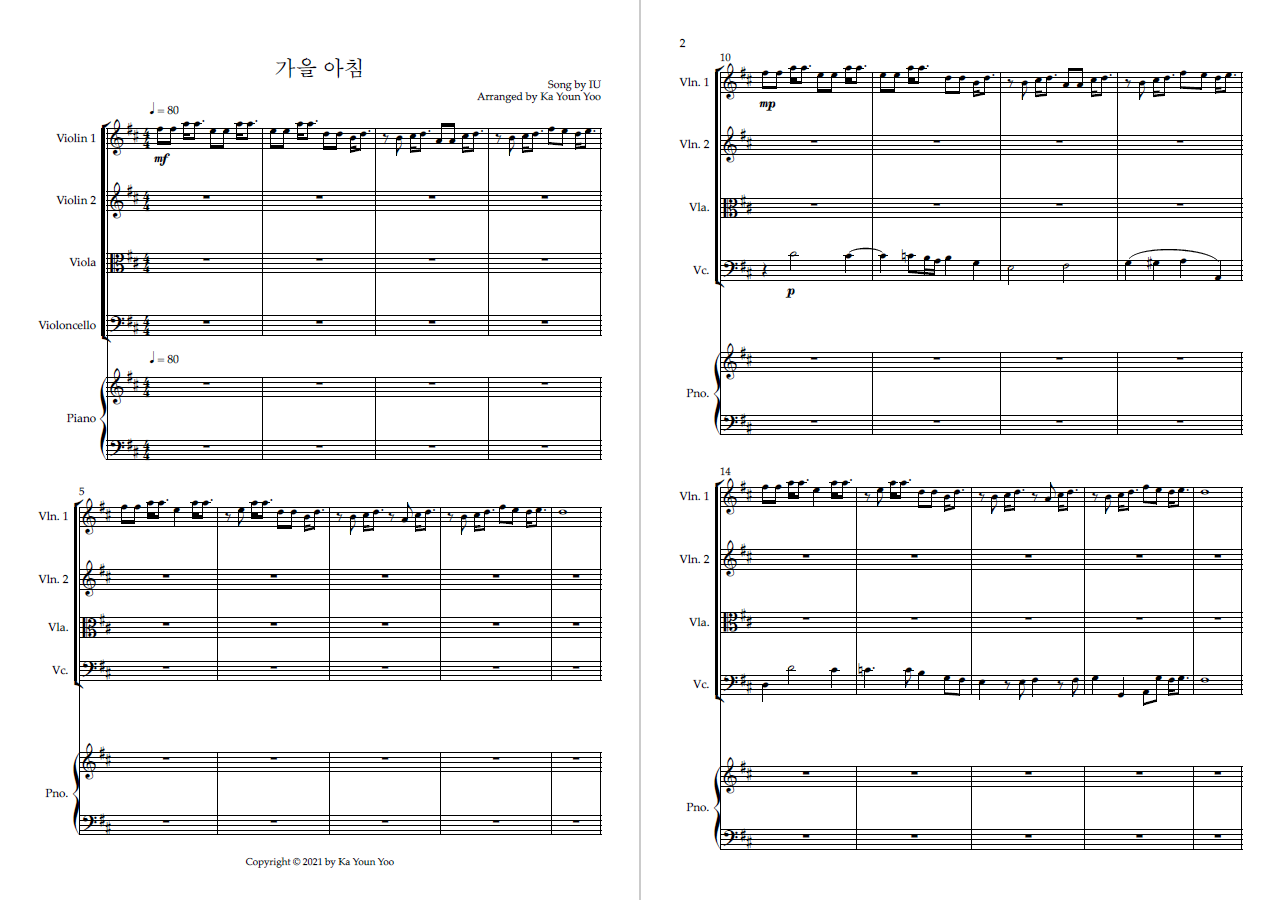 가을 아침
Song by IU
Arranged by Ka Youn Yoo
♩ = 80
Violin 1
mf
Violin 2
Viola
Violoncello
♩ = 80
Piano
5
Vln. 1
Vln. 2
Vla.
Vc.
Pno.
Copyright © 2021 by Ka Youn Yoo
2
10
Vln. 1
mp
Vln. 2
Vla.
Vc.
p
Pno.
14
Vln. 1
Vln. 2
Vla.
Vc.
Pno.